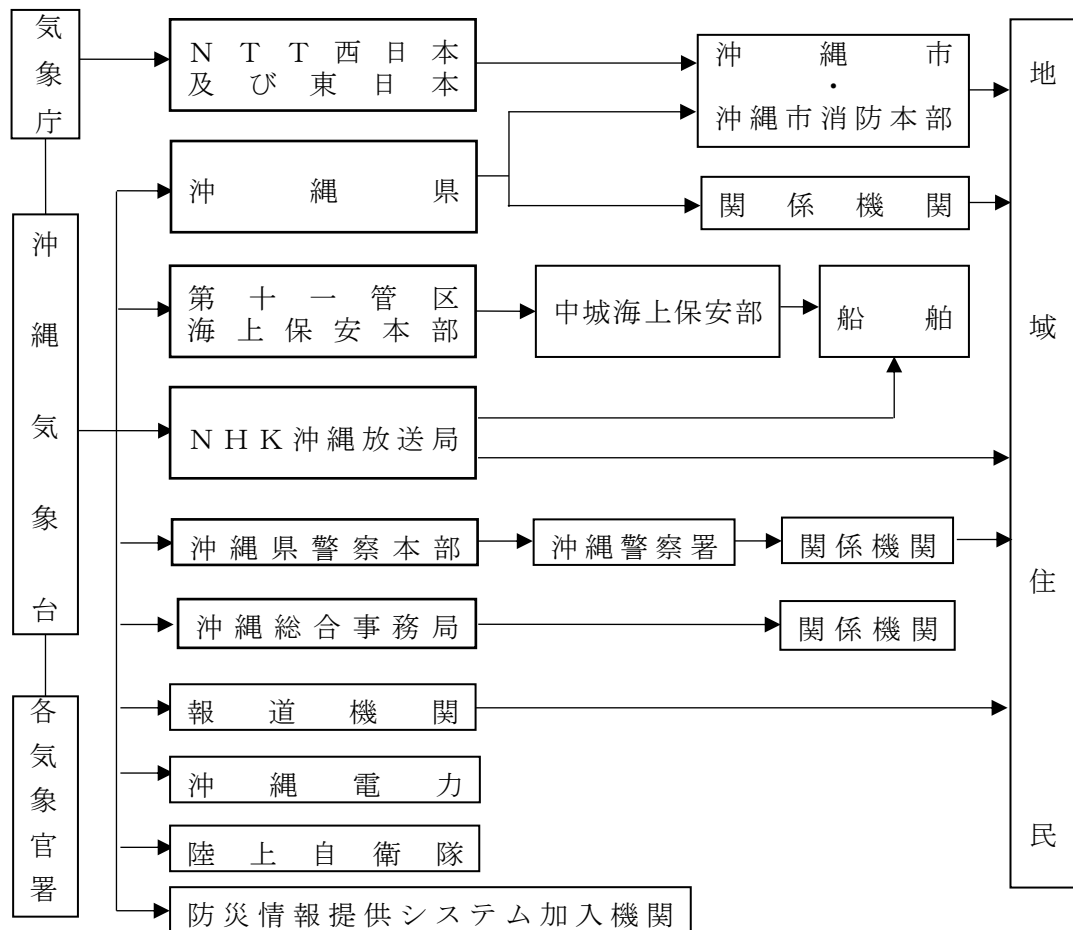 気象庁
沖縄気象台
各気象官署
ＮＴＴ西日本
及び東日本
沖縄県
第十一管区
海上保安本部
ＮＨＫ沖縄放送局
沖縄県警察本部
沖縄総合事務局
報道機関
沖縄電力
陸上自衛隊
防災情報提供システム加入機関
沖縄市
・
沖縄市消防本部
関係機関
中城海上保安部
船舶
沖縄警察署
関係機関
関係機関
地域住民